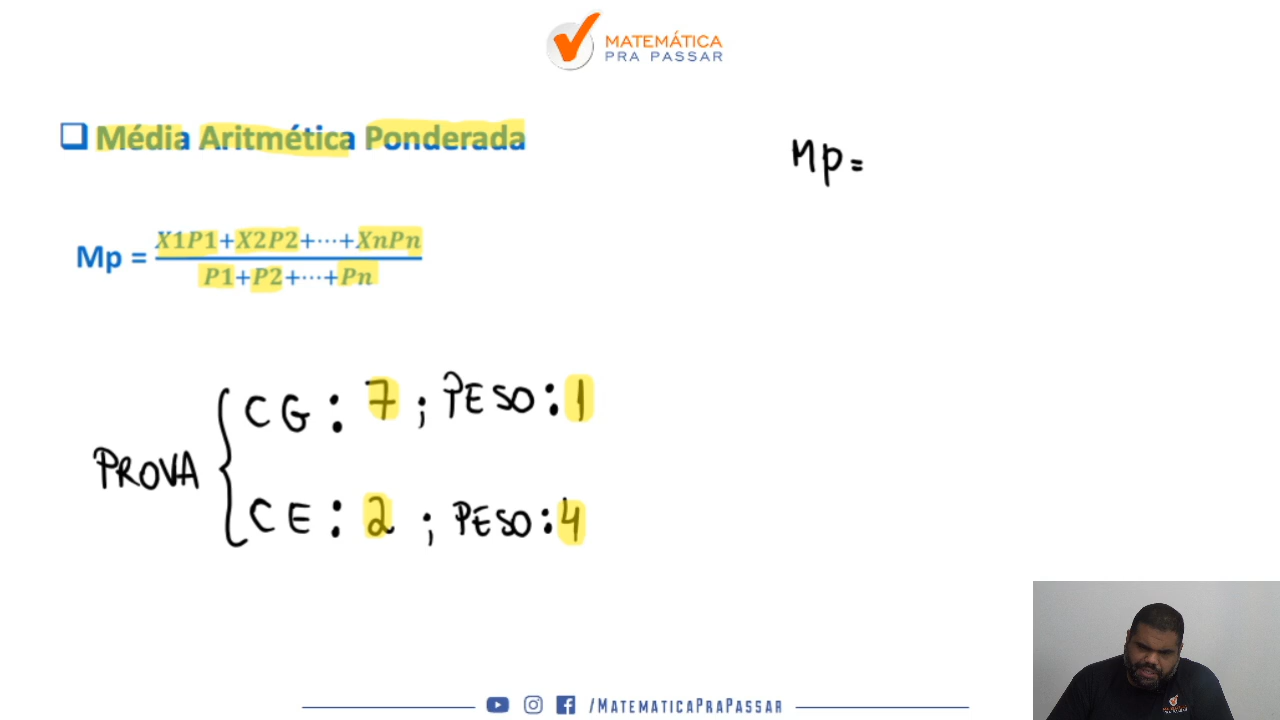 MATEMÁTICA
PRA PASSAR
Média Aritmética Ponderada
Mp =
Mp = X1P1+X2P2+⋯+XnPn
P1+P2+⋯+Pn
PROVA
CG: 7 ; PESO: 1
CE: 2 ; PESO: 4
/MATEMATICAPRAPASSAR